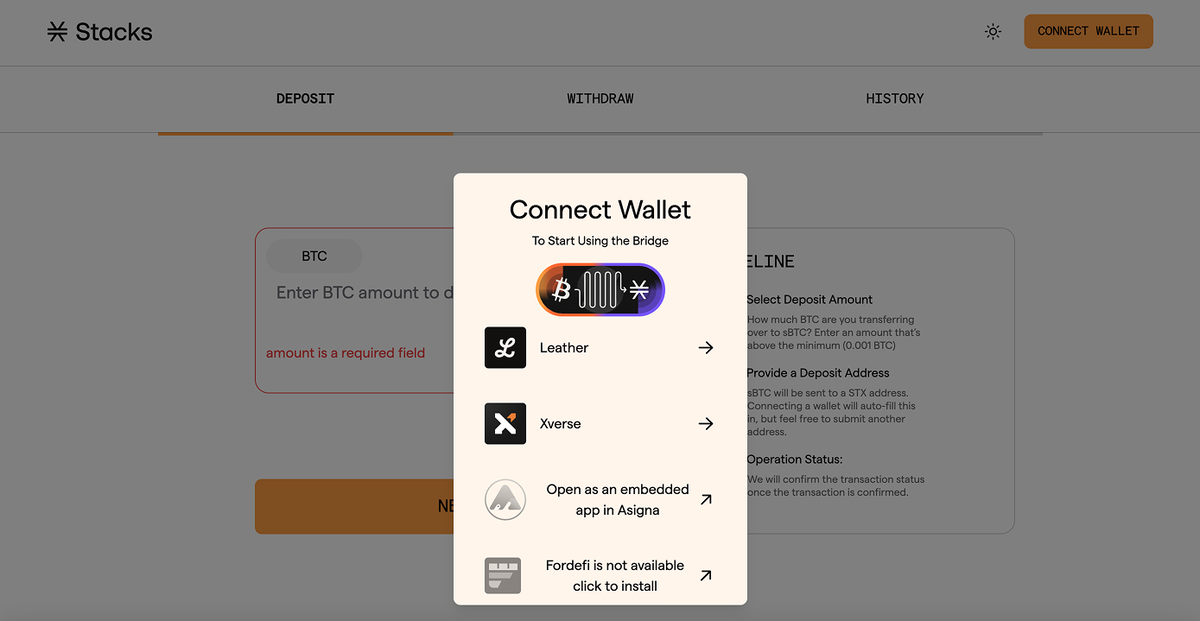 Stacks
CONNECT WALLET
DEPOSIT
WITHDRAW
HISTORY
Connect Wallet
To Start Using the Bridge
Leather
Xverse
Open as an embedded
app in Asigna
Fordefi is not available
click to install
BTC
Enter BTC amount to d
amount is a required field
NE
ELINE
Select Deposit Amount
How much BTC are you transferring
over to sBTC? Enter an amount that's
above the minimum (0.001 BTC)
Provide a Deposit Address
sBTC will be sent to a STX address.
Connecting a wallet will auto-fill this
in, but feel free to submit another
address.
Operation Status:
We will confirm the transaction status
once the transaction is confirmed.